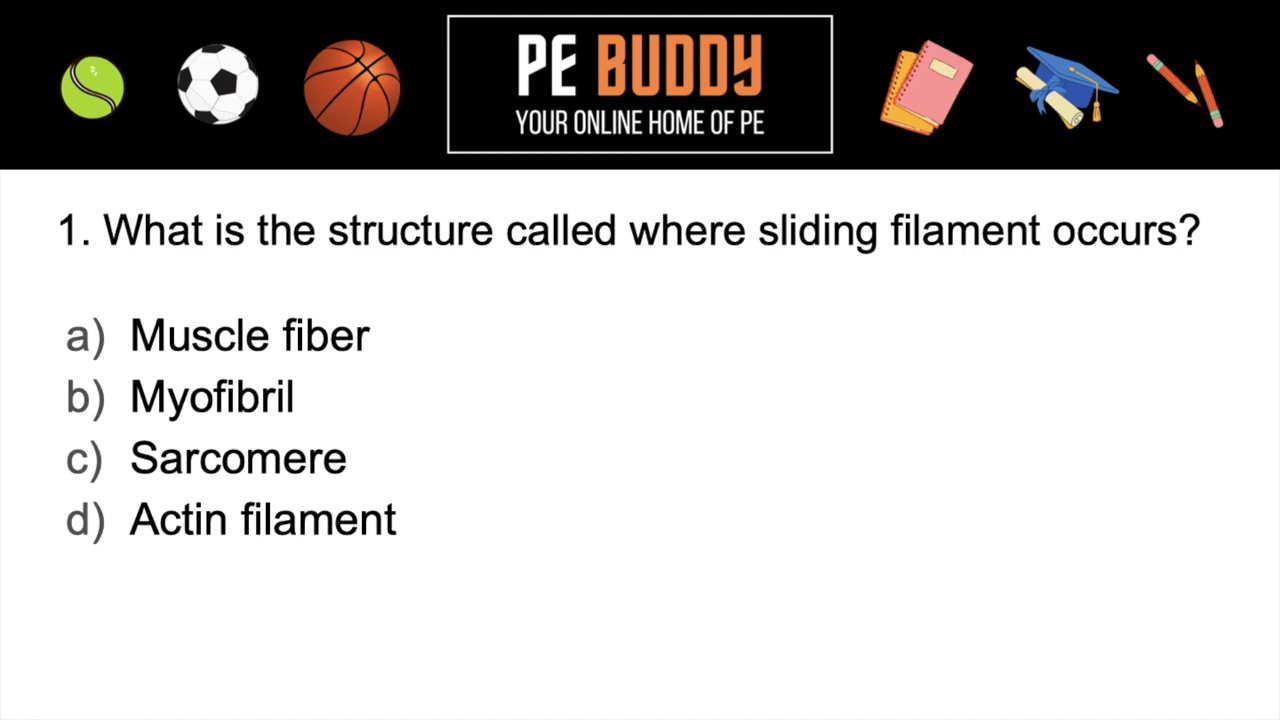 PE BUDDY
YOUR ONLINE HOME OF PE
1. What is the structure called where sliding filament occurs?
a) Muscle fiber
b) Myofibril
c) Sarcomere
d) Actin filament